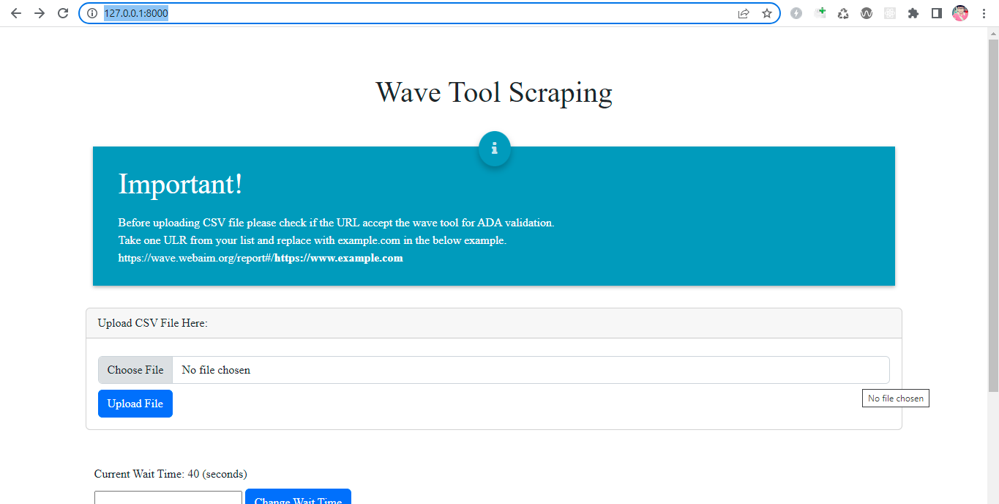 127.0.0.1:8000
Wave Tool Scraping
Important!
Before uploading CSV file please check if the URL accept the wave tool for ADA validation.
Take one ULR from your list and replace with example.com in the below example.
https://wave.webaim.org/report#/https://www.example.com
Upload CSV File Here:
Choose File No file chosen
Upload File
No file chosen
Current Wait Time: 40 (seconds)
Change Wait Time